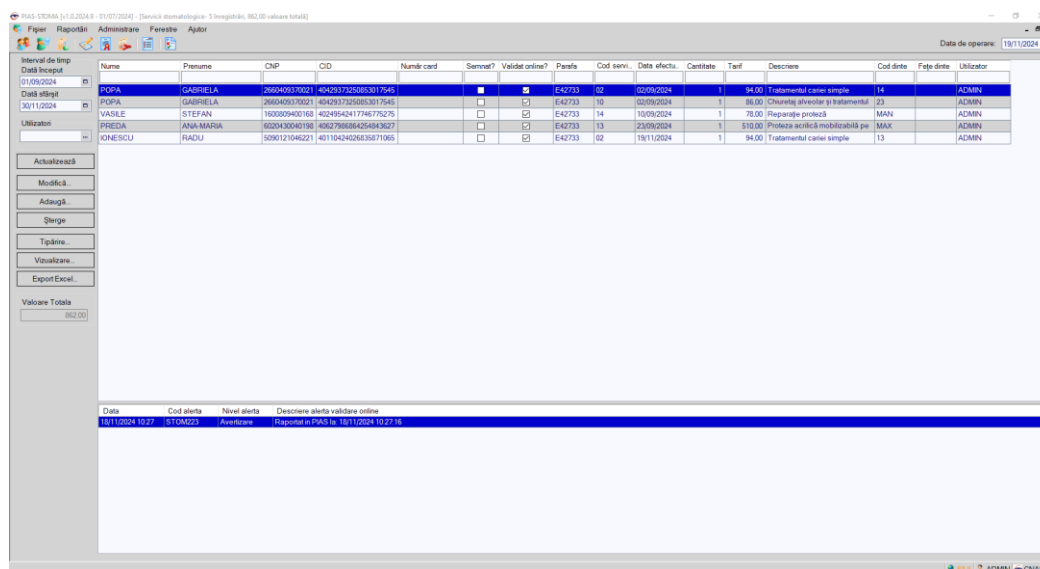 PIAS-STOMA [v1.0.2024.8 - 01/07/2024] - [Servicii stomatologice- 5 înregistrări, 862,00 valoare totală]
Fişier Raportări Administrare Ferestre Ajutor
Data de operare: 19/11/2024
Interval de timp
Dată început
01/09/2024
Dată sfârşit
30/11/2024
Utilizatori
...
Actualizează
Modifică...
Adaugă...
Şterge
Tipărire...
Vizualizare...
Export Excel...
Valoare Totala
862,00
Nume Prenume CNP CID Număr card Semnat? Validat online? Parafa Cod servi... Data efectu... Cantitate Tarif Descriere Cod dinte Feţe dinte Utilizator
POPA GABRIELA 2660409370021 40429373250853017545 E42733 02 02/09/2024 1 94,00 Tratamentul cariei simple 14 ADMIN
POPA GABRIELA 2660409370021 40429373250853017545 E42733 10 02/09/2024 1 86,00 Chiuretaj alveolar şi tratamentul 23 ADMIN
VASILE STEFAN 1600809400168 40249542417746775275 E42733 14 10/09/2024 1 78,00 Reparaţie proteză MAN ADMIN
PREDA ANA-MARIA 6020430040198 40627986864254843627 E42733 13 23/09/2024 1 510,00 Proteza acrilică mobilizabilă pe MAX ADMIN
IONESCU RADU 5090121046221 40110424026835871065 E42733 02 19/11/2024 1 94,00 Tratamentul cariei simple 13 ADMIN
Data Cod alerta Nivel alerta Descriere alerta validare online
18/11/2024 10:27 STOM223 Avertizare Raportat in PIAS la: 18/11/2024 10:27:16
ADMIN